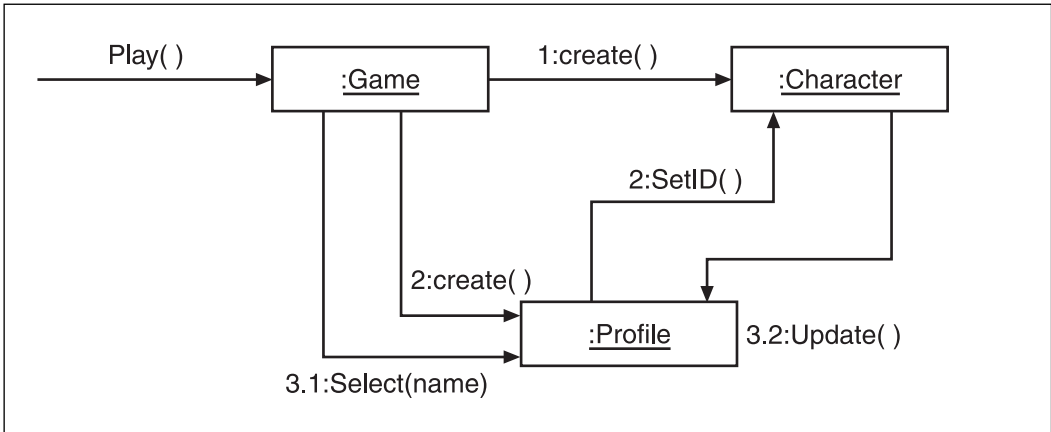 Play( )
:Game
1:create( )
:Character
2:SetID( )
2:create( )
:Profile
3.2:Update( )
3.1:Select(name)